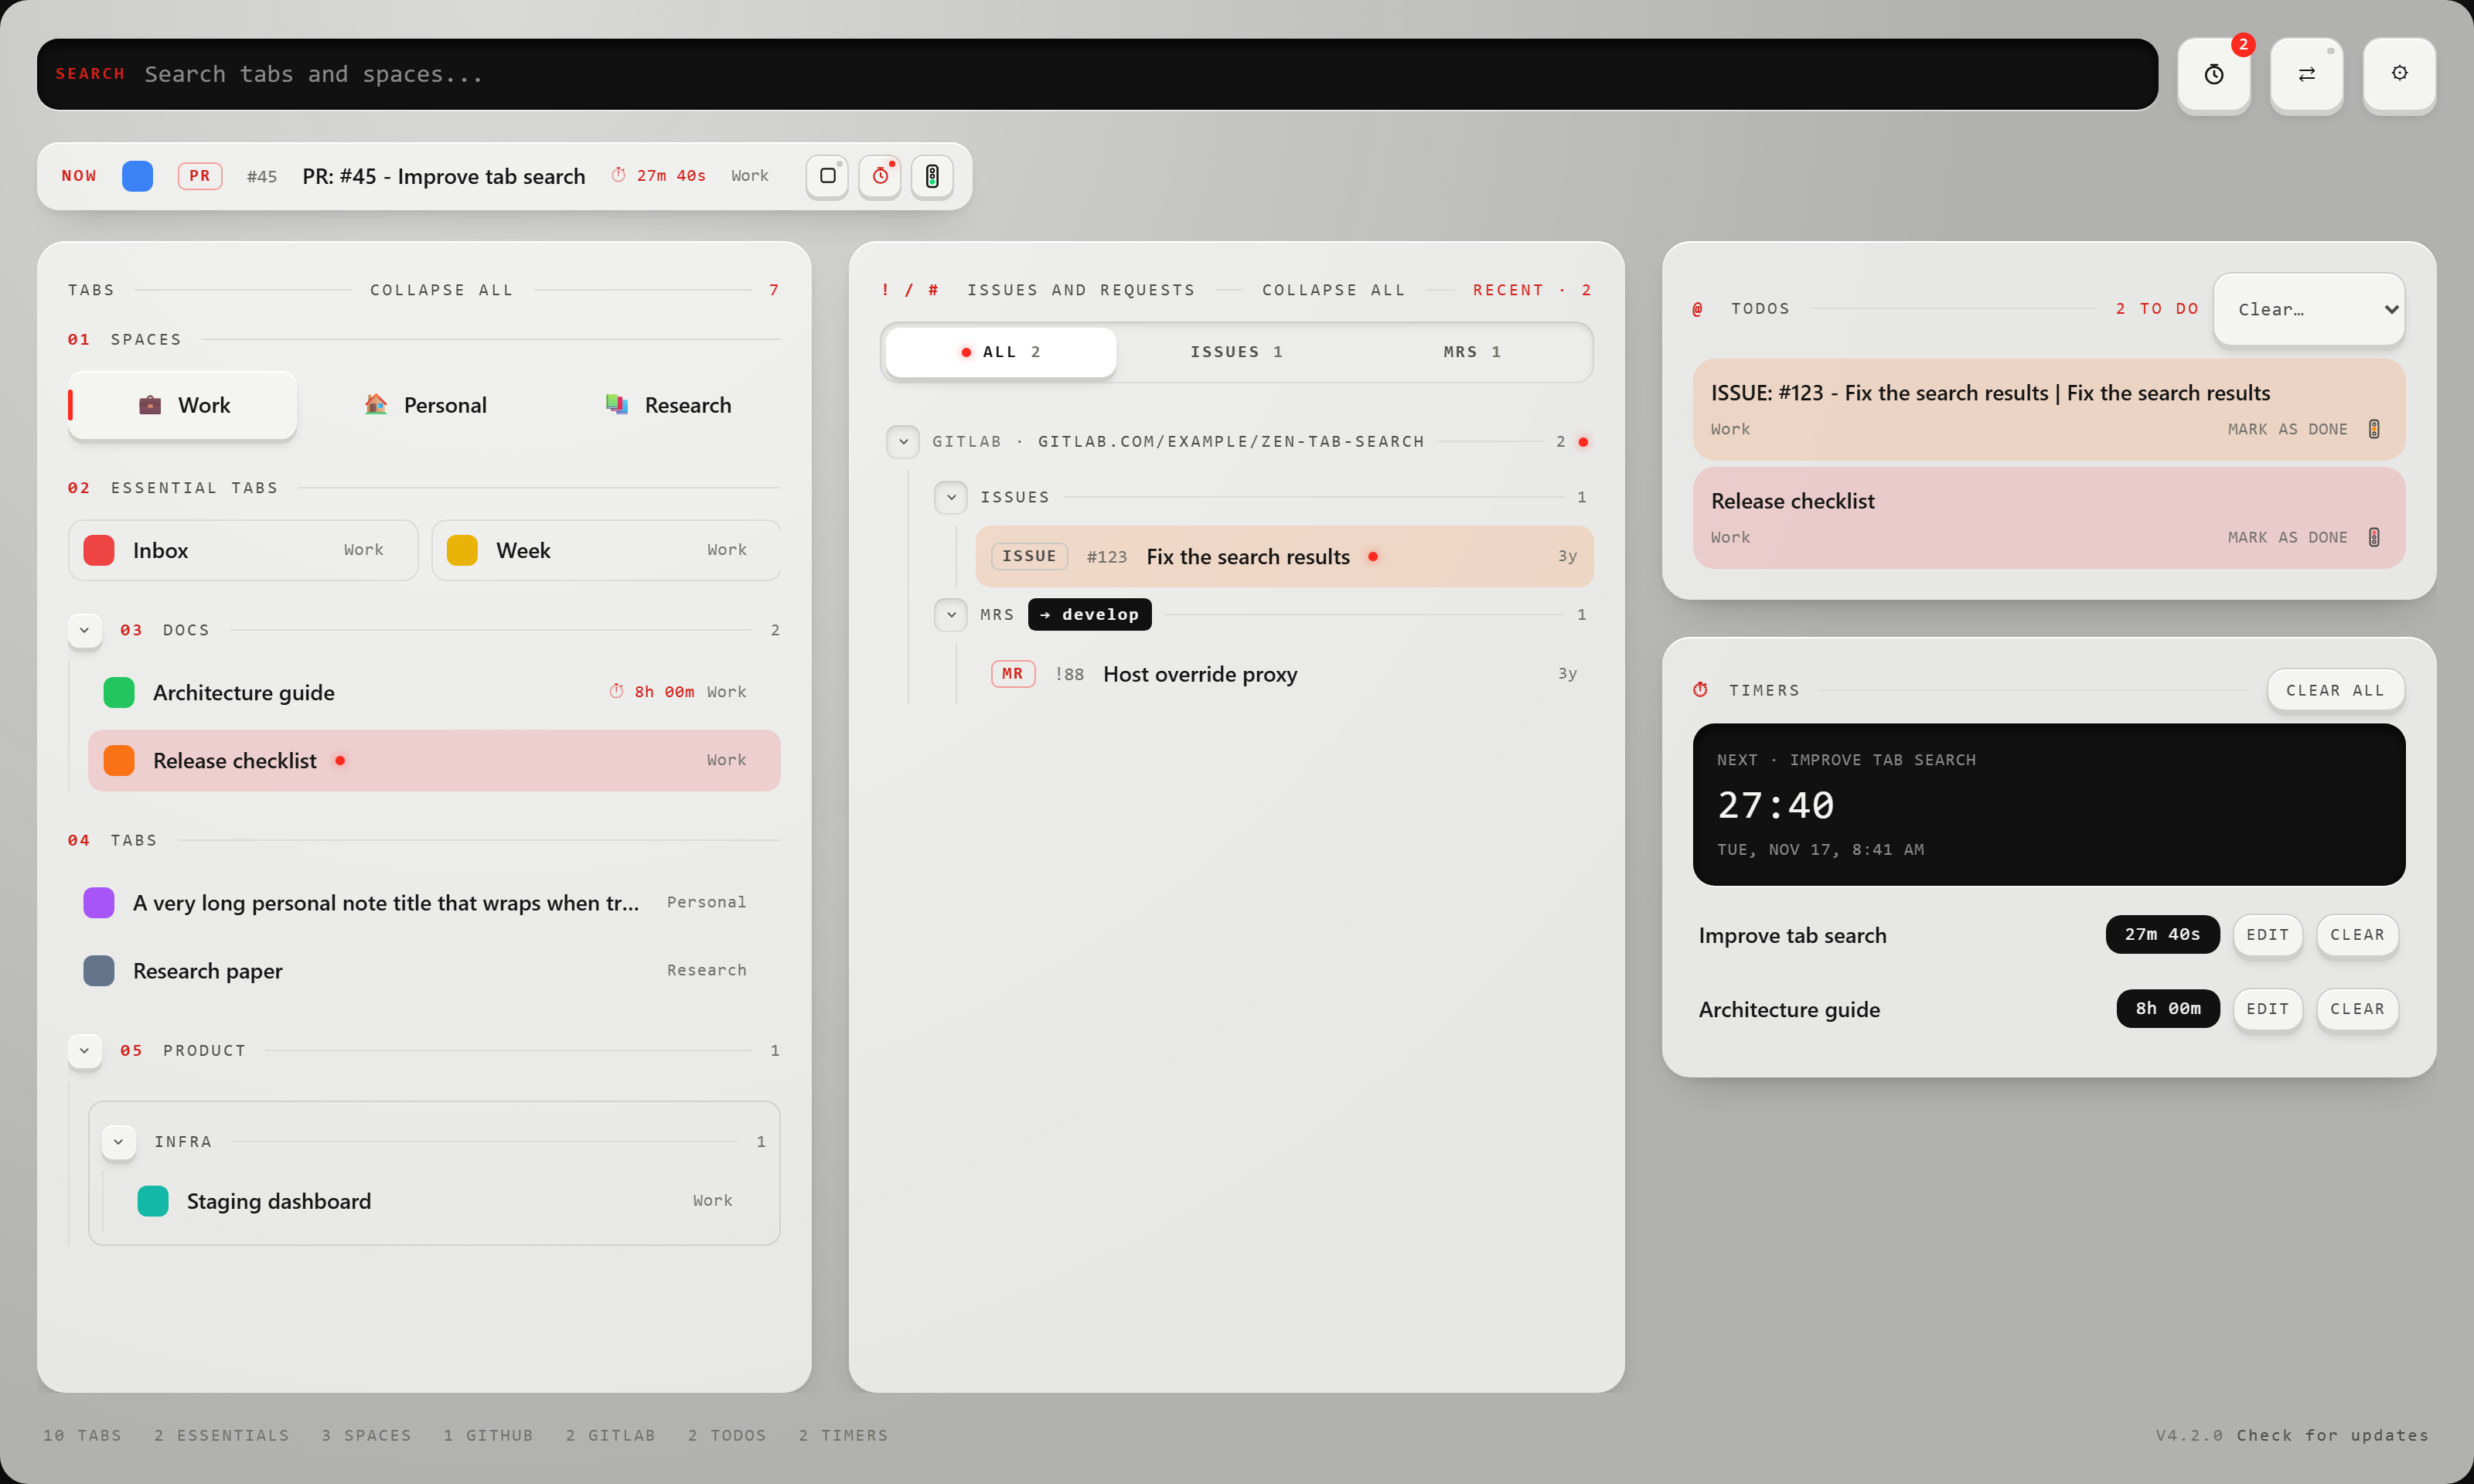 SEARCH Search tabs and spaces...
2
NOW PR #45 PR: #45 - Improve tab search 27m 40s Work
TABS COLLAPSE ALL 7
01 SPACES
Work Personal Research
02 ESSENTIAL TABS
Inbox Work Week Work
03 DOCS 2
Architecture guide 8h 00m Work
Release checklist Work
04 TABS
A very long personal note title that wraps when tr... Personal
Research paper Research
05 PRODUCT 1
INFRA 1
Staging dashboard Work
! / # ISSUES AND REQUESTS COLLAPSE ALL RECENT · 2
ALL 2 ISSUES 1 MRS 1
GITLAB · GITLAB.COM/EXAMPLE/ZEN-TAB-SEARCH 2
ISSUES 1
ISSUE #123 Fix the search results 3y
MRS → develop 1
MR !88 Host override proxy 3y
@ TODOS 2 TO DO Clear…
ISSUE: #123 - Fix the search results | Fix the search results
Work MARK AS DONE
Release checklist
Work MARK AS DONE
TIMERS CLEAR ALL
NEXT · IMPROVE TAB SEARCH
27:40
TUE, NOV 17, 8:41 AM
Improve tab search 27m 40s EDIT CLEAR
Architecture guide 8h 00m EDIT CLEAR
10 TABS 2 ESSENTIALS 3 SPACES 1 GITHUB 2 GITLAB 2 TODOS 2 TIMERS
V4.2.0 Check for updates